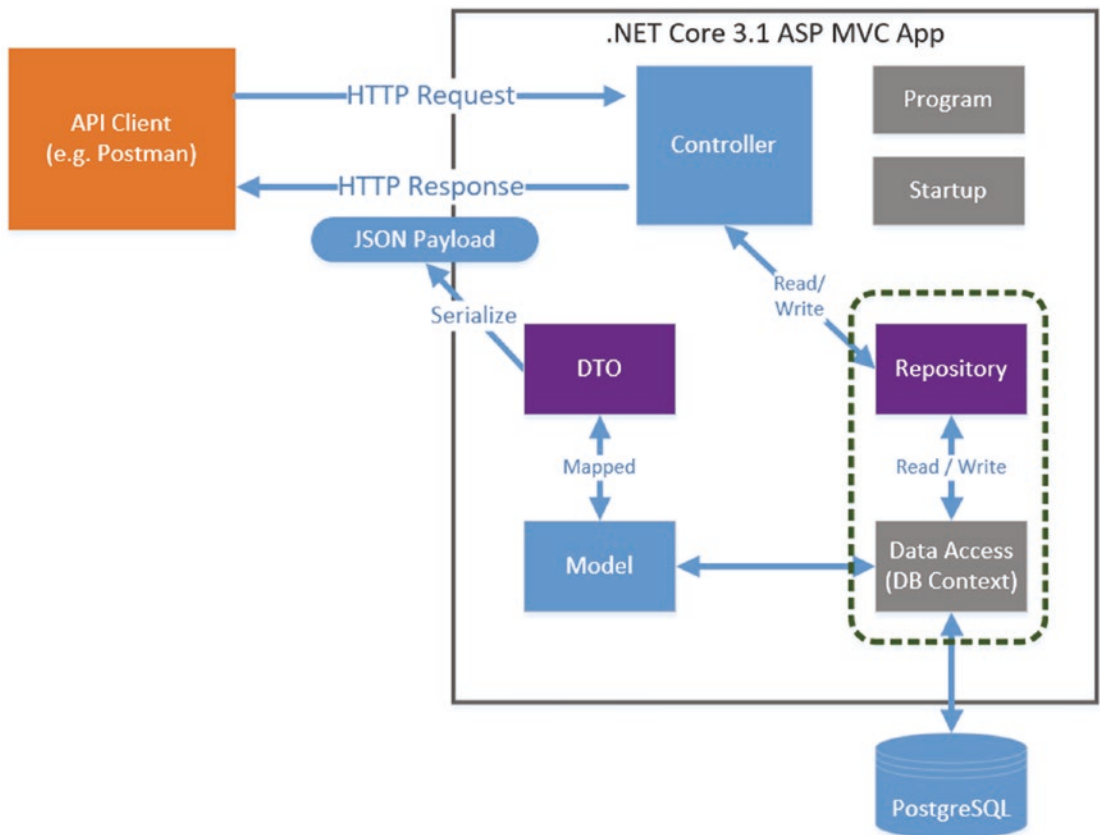 .NET Core 3.1 ASP MVC App
API Client
(e.g. Postman)
HTTP Request
HTTP Response
JSON Payload
Controller
Program
Startup
Read/
Write
Serialize
DTO
Repository
Mapped
Read / Write
Model
Data Access
(DB Context)
PostgreSQL